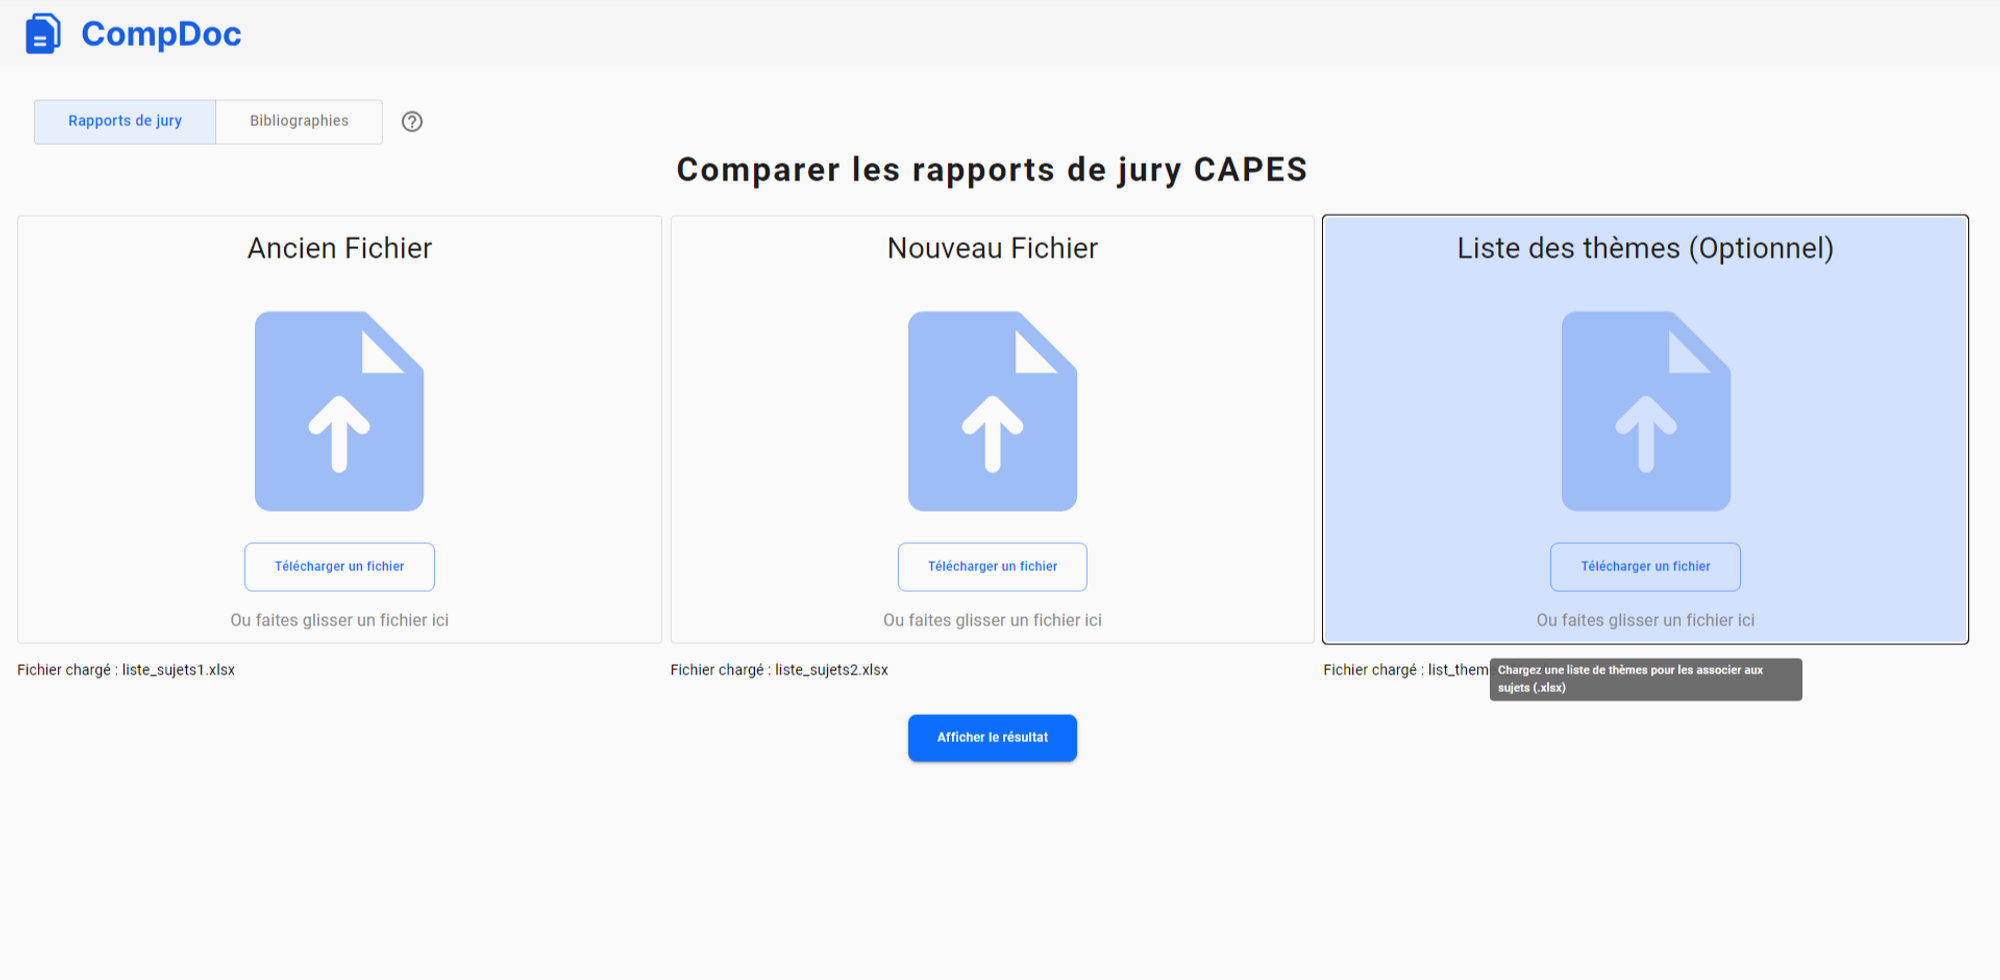 CompDoc
Rapports de jury
Bibliographies
Comparer les rapports de jury CAPES
Ancien Fichier
Télécharger un fichier
Ou faites glisser un fichier ici
Fichier chargé : liste_sujets1.xlsx
Nouveau Fichier
Télécharger un fichier
Ou faites glisser un fichier ici
Fichier chargé : liste_sujets2.xlsx
Liste des thèmes (Optionnel)
Télécharger un fichier
Ou faites glisser un fichier ici
Fichier chargé : list_them
Chargez une liste de thèmes pour les associer aux
sujets (.xlsx)
Afficher le résultat